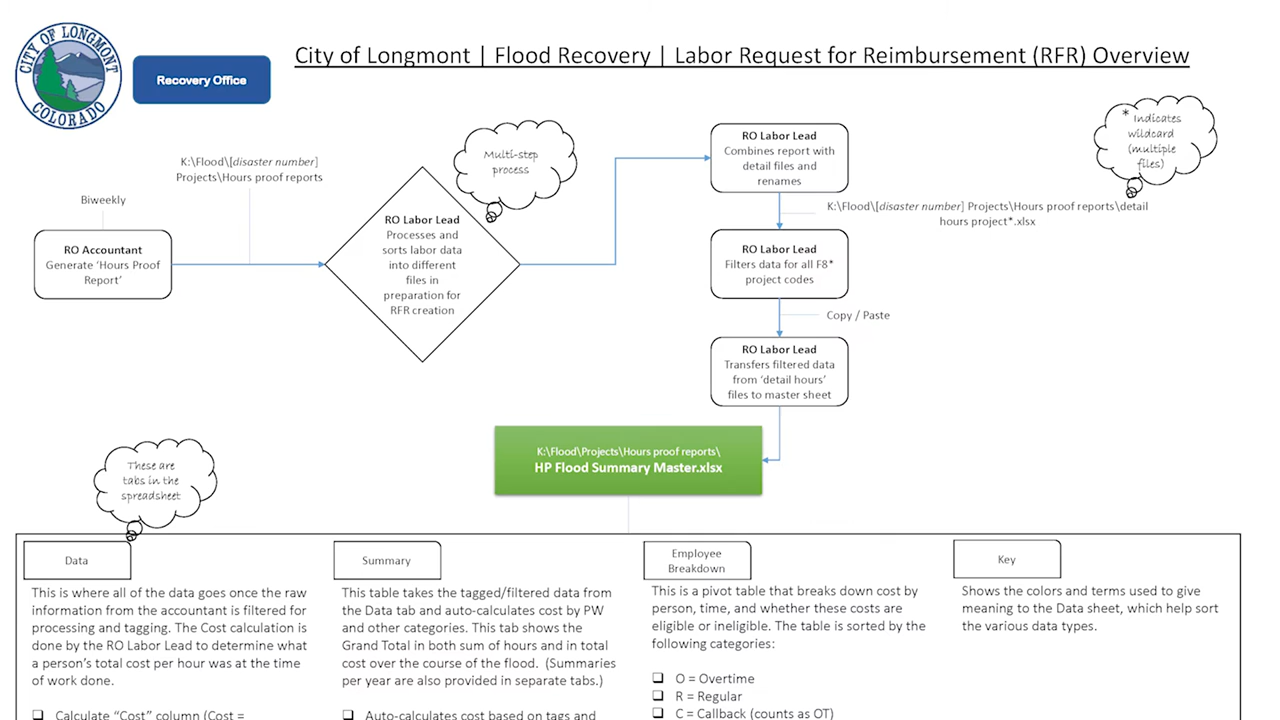 CITY OF LONGMONT
COLORADO
Recovery Office
City of Longmont | Flood Recovery | Labor Request for Reimbursement (RFR) Overview
Biweekly
RO Accountant
Generate ‘Hours Proof
Report’
K:\Flood\[disaster number]
Projects\Hours proof reports
RO Labor Lead
Processes and
sorts labor data
into different
files in
preparation for
RFR creation
Multi-step
process
RO Labor Lead
Combines report with
detail files and
renames
* Indicates
wildcard
(multiple
files)
K:\Flood\[disaster number] Projects\Hours proof reports\detail
hours project*.xlsx
RO Labor Lead
Filters data for all F8*
project codes
Copy / Paste
RO Labor Lead
Transfers filtered data
from ‘detail hours’
files to master sheet
K:\Flood\Projects\Hours proof reports\
HP Flood Summary Master.xlsx
These are
tabs in the
spreadsheet
Data
This is where all of the data goes once the raw
information from the accountant is filtered for
processing and tagging. The Cost calculation is
done by the RO Labor Lead to determine what
a person’s total cost per hour was at the time
of work done.
❑ Calculate “Cost” column (Cost =
Summary
This table takes the tagged/filtered data from
the Data tab and auto-calculates cost by PW
and other categories. This tab shows the
Grand Total in both sum of hours and in total
cost over the course of the flood. (Summaries
per year are also provided in separate tabs.)
❑ Auto-calculates cost based on tags and
Employee
Breakdown
This is a pivot table that breaks down cost by
person, time, and whether these costs are
eligible or ineligible. The table is sorted by the
following categories:
❑ O = Overtime
❑ R = Regular
❑ C = Callback (counts as OT)
Key
Shows the colors and terms used to give
meaning to the Data sheet, which help sort
the various data types.